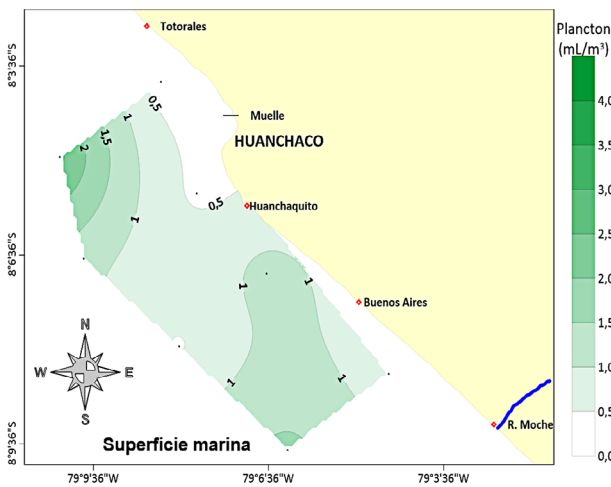 Totorales
Plancton
(mL/m³)
8°3'36"S
4,0
0,5
1
Muelle
1,5
HUANCHACO
3,5
2
3,0
0,5
Huanchaquito
1
2,5
8°6'36"S
2,0
1
1
Buenos Aires
1,5
N
W
E
S
1,0
1
1
0,5
R. Moche
Superficie marina
8°9'36"S
0,0
79°9'36"W
79°6'36"W
79°3'36"W